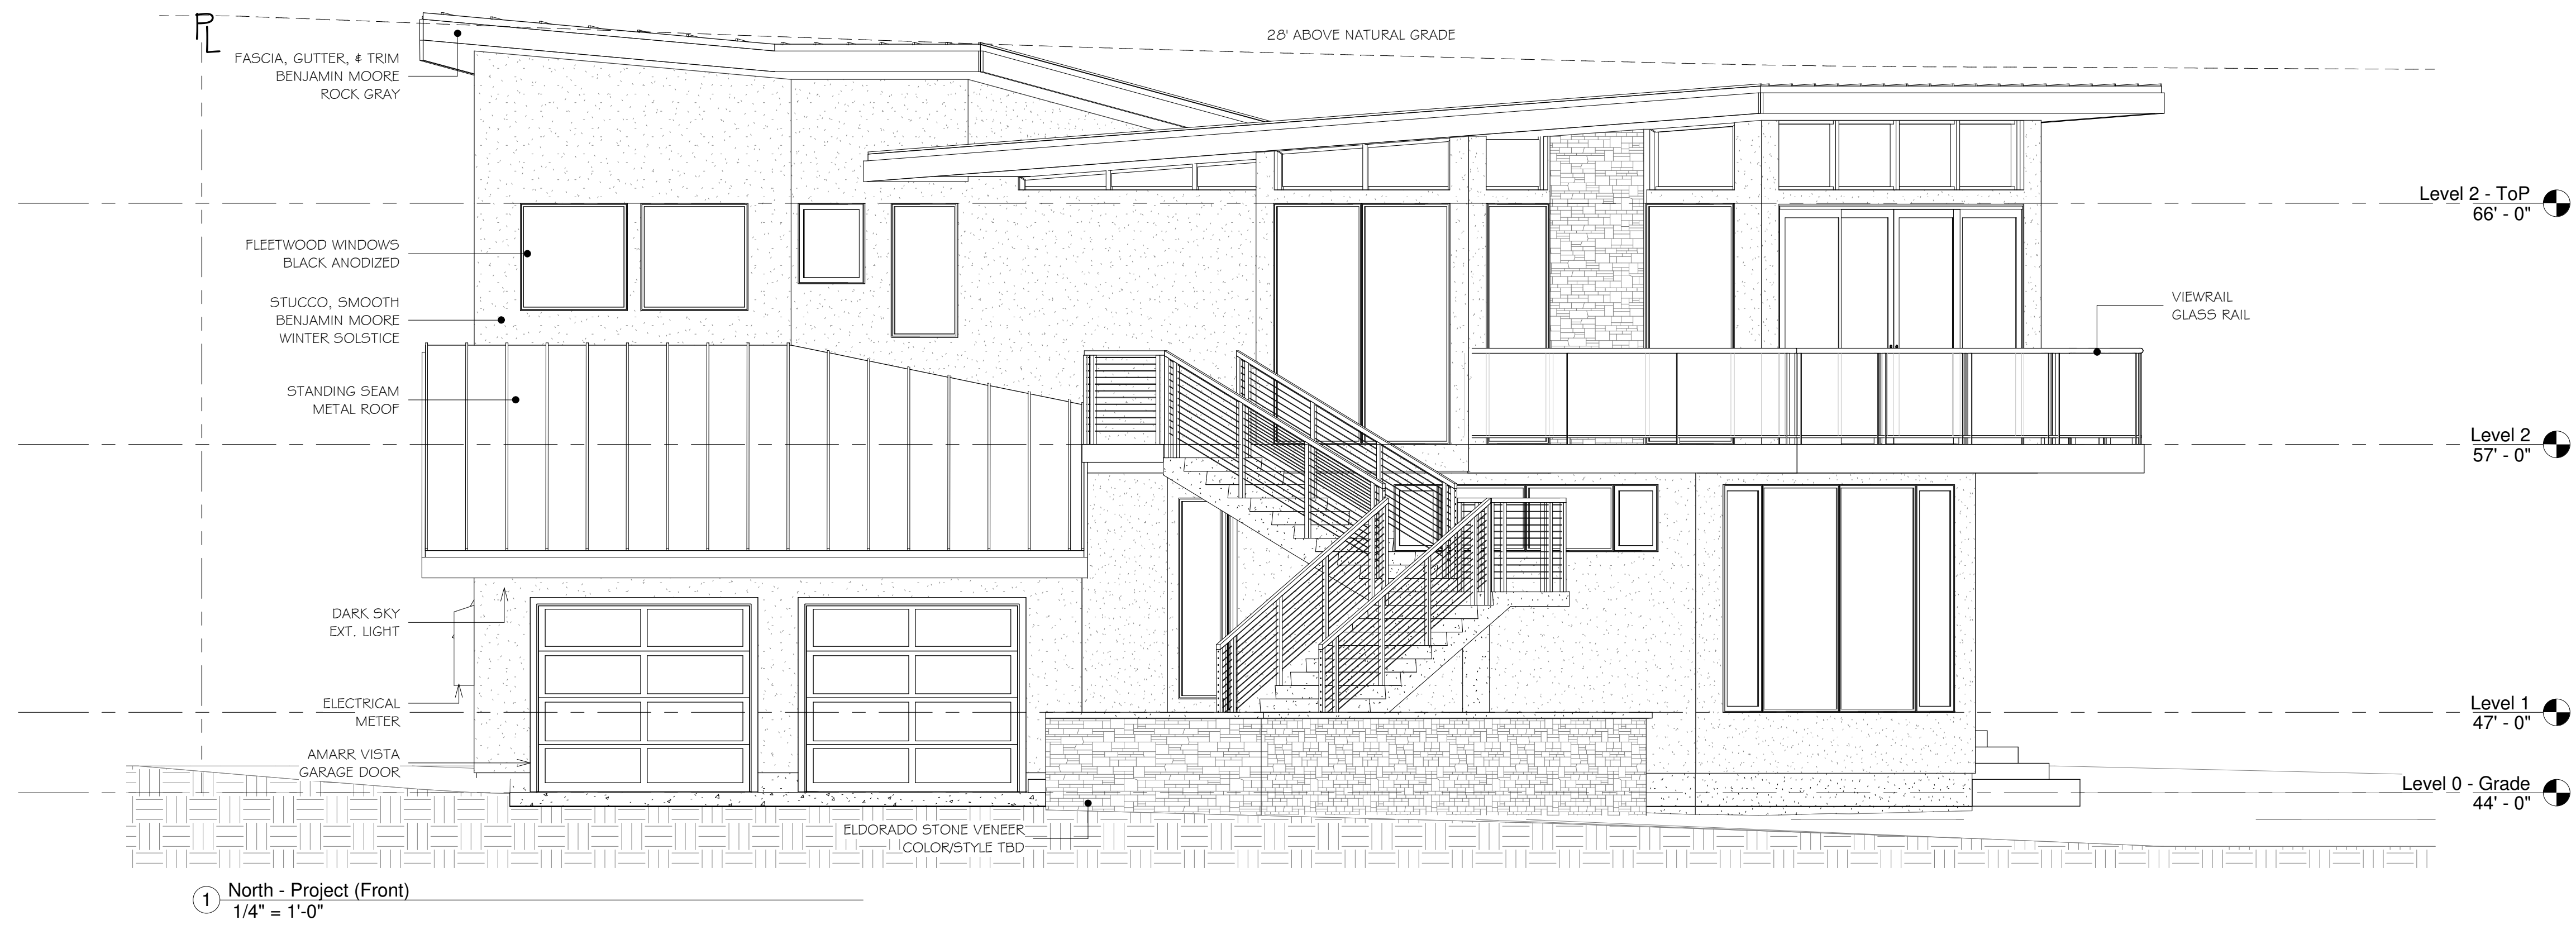 PL
28' ABOVE NATURAL GRADE
FASCIA, GUTTER, & TRIM
BENJAMIN MOORE
ROCK GRAY
Level 2 - ToP
66' - 0"
FLEETWOOD WINDOWS
BLACK ANODIZED
STUCCO, SMOOTH
BENJAMIN MOORE
WINTER SOLSTICE
VIEWRAIL
GLASS RAIL
STANDING SEAM
METAL ROOF
Level 2
57' - 0"
DARK SKY
EXT. LIGHT
ELECTRICAL
METER
Level 1
47' - 0"
AMARR VISTA
GARAGE DOOR
Level 0 - Grade
44' - 0"
ELDORADO STONE VENEER
COLOR/STYLE TBD
1
North - Project (Front)
1/4" = 1'-0"